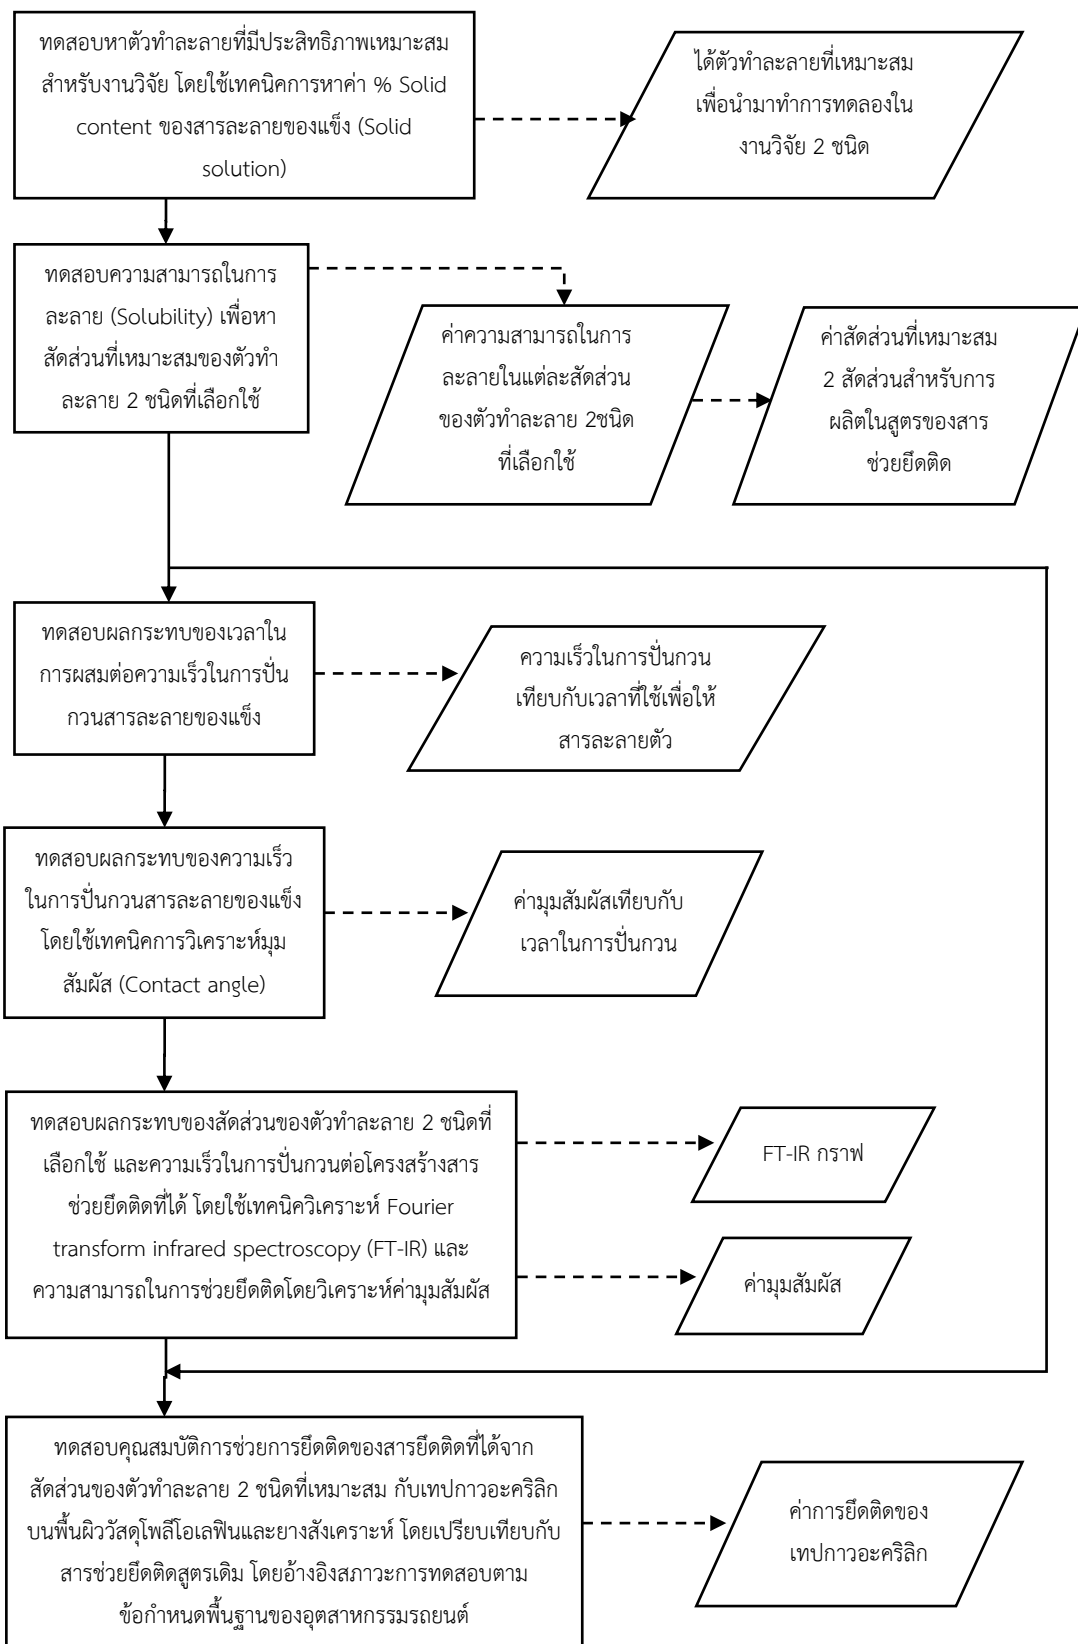 ทดสอบหาตัวทำละลายที่มีประสิทธิภาพเหมาะสม
สำหรับงานวิจัย โดยใช้เทคนิคการหาค่า % Solid
content ของสารละลายของแข็ง (Solid
solution)
ได้ตัวทำละลายที่เหมาะสม
เพื่อนำมาทำการทดลองใน
งานวิจัย 2 ชนิด
ทดสอบความสามารถในการ
ละลาย (Solubility) เพื่อหา
สัดส่วนที่เหมาะสมของตัวทำ
ละลาย 2 ชนิดที่เลือกใช้
ค่าความสามารถในการ
ละลายในแต่ละสัดส่วน
ของตัวทำละลาย 2ชนิด
ที่เลือกใช้
ค่าสัดส่วนที่เหมาะสม
2 สัดส่วนสำหรับการ
ผลิตในสูตรของสาร
ช่วยยึดติด
ทดสอบผลกระทบของเวลาใน
การผสมต่อความเร็วในการปั่น
กวนสารละลายของแข็ง
ความเร็วในการปั่นกวน
เทียบกับเวลาที่ใช้เพื่อให้
สารละลายตัว
ทดสอบผลกระทบของความเร็ว
ในการปั่นกวนสารละลายของแข็ง
โดยใช้เทคนิคการวิเคราะห์มุม
สัมผัส (Contact angle)
ค่ามุมสัมผัสเทียบกับ
เวลาในการปั่นกวน
ทดสอบผลกระทบของสัดส่วนของตัวทำละลาย 2 ชนิดที่
เลือกใช้ และความเร็วในการปั่นกวนต่อโครงสร้างสาร
ช่วยยึดติดที่ได้ โดยใช้เทคนิควิเคราะห์ Fourier
transform infrared spectroscopy (FT-IR) และ
ความสามารถในการช่วยยึดติดโดยวิเคราะห์ค่ามุมสัมผัส
FT-IR กราฟ
ค่ามุมสัมผัส
ทดสอบคุณสมบัติการช่วยการยึดติดของสารยึดติดที่ได้จาก
สัดส่วนของตัวทำละลาย 2 ชนิดที่เหมาะสม กับเทปกาวอะคริลิก
บนพื้นผิววัสดุโพลีโอเลฟินและยางสังเคราะห์ โดยเปรียบเทียบกับ
สารช่วยยึดติดสูตรเดิม โดยอ้างอิงสภาวะการทดสอบตาม
ข้อกำหนดพื้นฐานของอุตสาหกรรมรถยนต์
ค่าการยึดติดของ
เทปกาวอะคริลิก